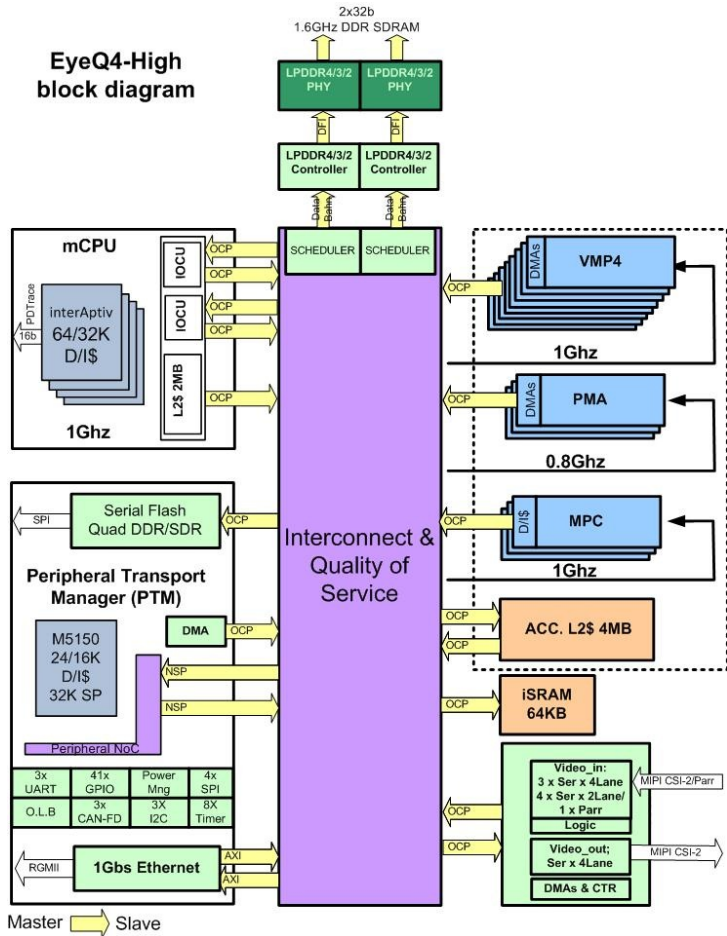 2x32b
1.6GHz DDR SDRAM
EyeQ4-High
block diagram
LPDDR4/3/2
PHY
LPDDR4/3/2
PHY
DFI
DFI
LPDDR4/3/2
Controller
LPDDR4/3/2
Controller
Data
Bahn
Data
Bahn
SCHEDULER
SCHEDULER
mCPU
PDTrace
16b
interAptiv
64/32K
D/I$
1Ghz
IOCU
IOCU
L2$ 2MB
OCP
OCP
OCP
OCP
OCP
OCP
DMAs
VMP4
1Ghz
OCP
DMAs
PMA
0.8Ghz
OCP
D/I$
MPC
1Ghz
Interconnect &
Quality of
Service
SPI
Serial Flash
Quad DDR/SDR
OCP
Peripheral Transport
Manager (PTM)
M5150
24/16K
D/I$
32K SP
DMA
OCP
NSP
NSP
Peripheral NoC
OCP
OCP
ACC. L2$ 4MB
OCP
iSRAM
64KB
3x
UART
41x
GPIO
Power
Mng
4x
SPI
O.L.B
3x
CAN-FD
3X
I2C
8X
Timer
RGMII
1Gbs Ethernet
AXI
AXI
OCP
OCP
Video_in:
3 x Ser x 4Lane
4 x Ser x 2Lane/
1 x Parr
Logic
MIPI CSI-2/Parr
Video_out;
Ser x 4Lane
MIPI CSI-2
DMAs & CTR
Master
Slave